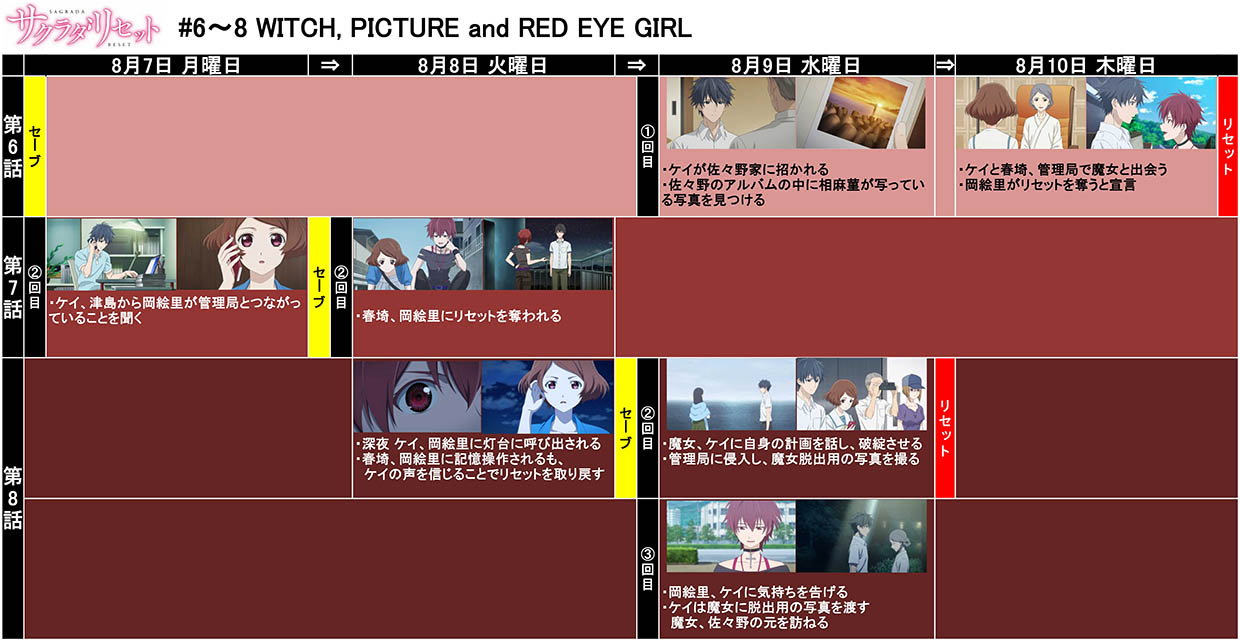 SAGRADA
サクラダリセット
RESET
#6～8 WITCH, PICTURE and RED EYE GIRL
8月7日 月曜日
⇒
8月8日 火曜日
⇒
8月9日 水曜日
⇒
8月10日 木曜日
第6話
セーブ
①回目
・ケイが佐々野家に招かれる
・佐々野のアルバムの中に相麻菫が写ってい
る写真を見つける
・ケイと春埼、管理局で魔女と出会う
・岡絵里がリセットを奪うと宣言
リセット
第7話
②回目
・ケイ、津島から岡絵里が管理局とつながっ
ていることを聞く
セーブ
②回目
・春埼、岡絵里にリセットを奪われる
第8話
・深夜 ケイ、岡絵里に灯台に呼び出される
・春埼、岡絵里に記憶操作されるも、
ケイの声を信じることでリセットを取り戻す
セーブ
②回目
・魔女、ケイに自身の計画を話し、破綻させる
・管理局に侵入し、魔女脱出用の写真を撮る
リセット
③回目
・岡絵里、ケイに気持ちを告げる
・ケイは魔女に脱出用の写真を渡す
魔女、佐々野の元を訪ねる